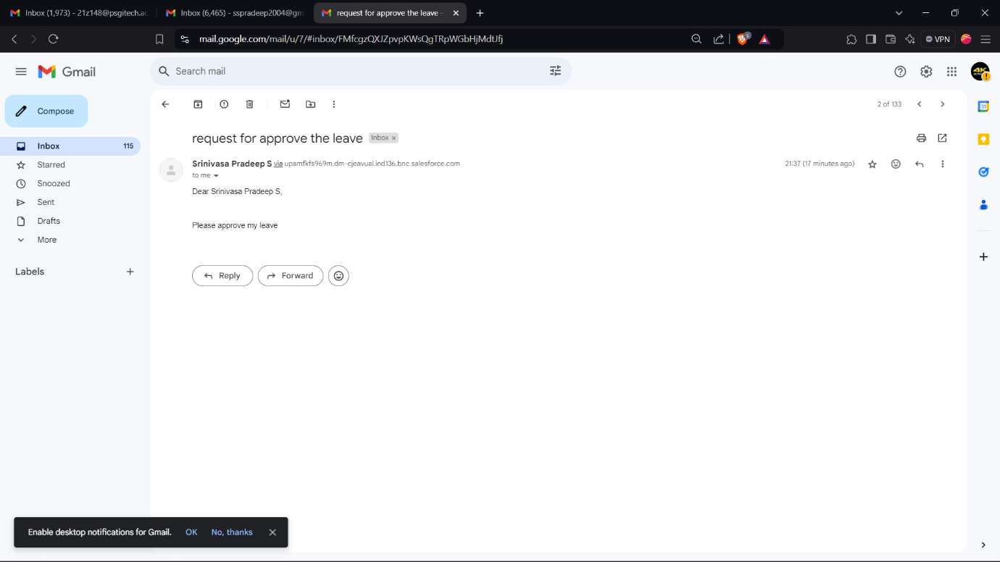 Inbox (1,973) - 21z148@psgitech.ac.
Inbox (6,465) - sspradeep2004@gm
request for approve the leave -
mail.google.com/mail/u/7/#inbox/FMfcgzQXJZpvpKWsQgTRpWGbHjMdtJfj
5
VPN
Gmail
Search mail
4K
Compose
2 of 133
31
Inbox 115
Starred
Snoozed
Sent
Drafts
More
Labels
request for approve the leave Inbox x
Srinivasa Pradeep S via upamfkfs969m.dm-cjeavual.ind136.bnc.salesforce.com 21:37 (17 minutes ago)
to me
Dear Srinivasa Pradeep S,
Please approve my leave
Reply Forward
Enable desktop notifications for Gmail. OK No, thanks